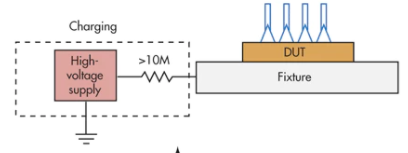 Charging
High-
voltage
supply
>10M
DUT
Fixture